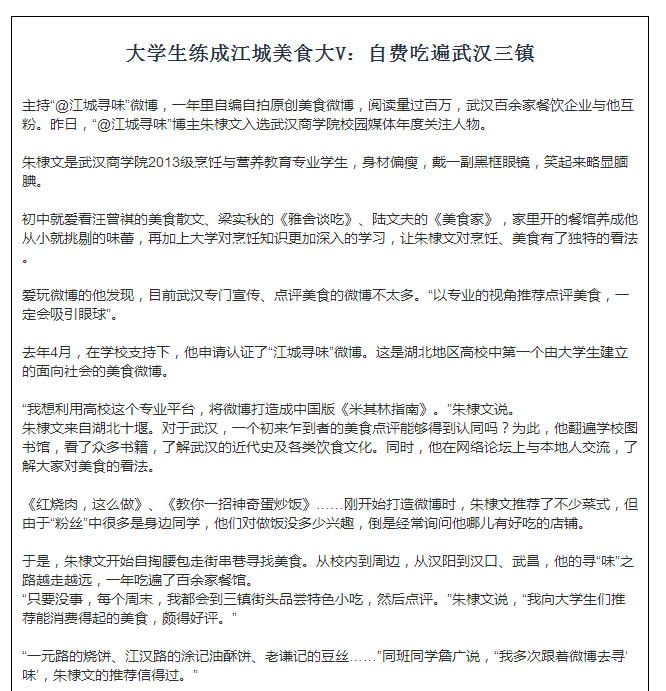 大学生练成江城美食大V：自费吃遍武汉三镇
主持“@江城寻味”微博，一年里自编自拍原创美食微博，阅读量过百万，武汉百余家餐饮企业与他互
粉。昨日，“@江城寻味”博主朱棣文入选武汉商学院校园媒体年度关注人物。
朱棣文是武汉商学院2013级烹饪与营养教育专业学生，身材偏瘦，戴一副黑框眼镜，笑起来略显腼
腆。
初中就爱看汪曾祺的美食散文、梁实秋的《雅舍谈吃》、陆文夫的《美食家》，家里开的餐馆养成他
从小就挑剔的味蕾，再加上大学对烹饪知识更加深入的学习，让朱棣文对烹饪、美食有了独特的看法
。
爱玩微博的他发现，目前武汉专门宣传、点评美食的微博不太多。“以专业的视角推荐点评美食，一
定会吸引眼球”。
去年4月，在学校支持下，他申请认证了“江城寻味”微博。这是湖北地区高校中第一个由大学生建立
的面向社会的美食微博。
“我想利用高校这个专业平台，将微博打造成中国版《米其林指南》。”朱棣文说。
朱棣文来自湖北十堰。对于武汉，一个初来乍到者的美食点评能够得到认同吗？为此，他翻遍学校图
书馆，看了众多书籍，了解武汉的近代史及各类饮食文化。同时，他在网络论坛上与本地人交流，了
解大家对美食的看法。
《红烧肉，这么做》、《教你一招神奇蛋炒饭》……刚开始打造微博时，朱棣文推荐了不少菜式，但
由于“粉丝”中很多是身边同学，他们对做饭没多少兴趣，倒是经常询问他哪儿有好吃的店铺。
于是，朱棣文开始自掏腰包走街串巷寻找美食。从校内到周边，从汉阳到汉口、武昌，他的寻“味”之
路越走越远，一年吃遍了百余家餐馆。
“只要没事，每个周末，我都会到三镇街头品尝特色小吃，然后点评。”朱棣文说，“我向大学生们推
荐能消费得起的美食，颇得好评。”
“一元路的烧饼、江汉路的涂记油酥饼、老谦记的豆丝……”同班同学詹广说，“我多次跟着微博去寻‘
味’，朱棣文的推荐信得过。”